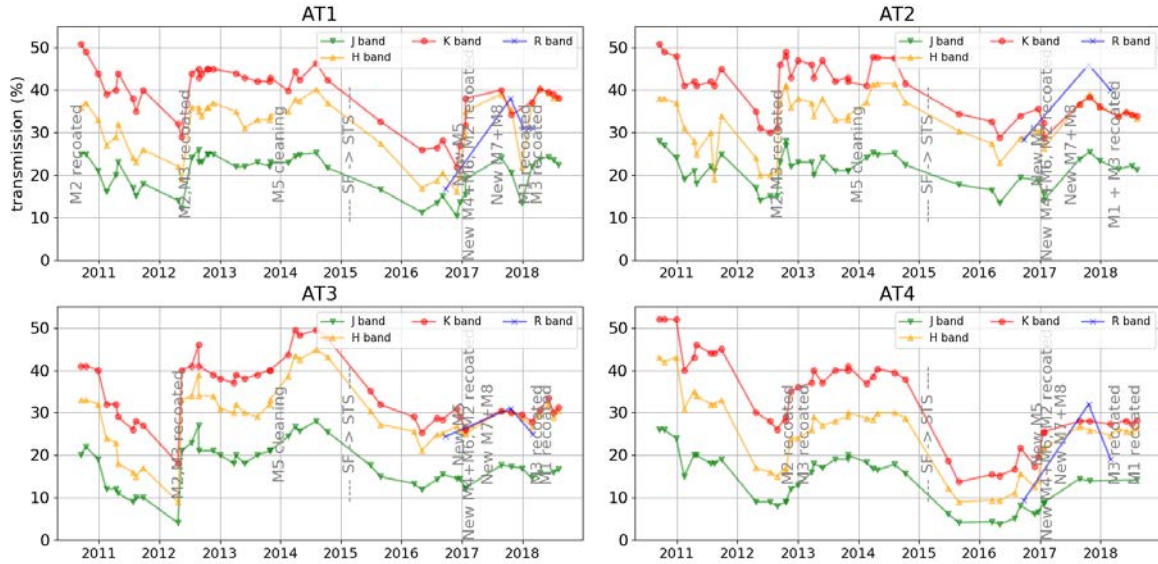 AT1
transmission (%)
50
40
30
20
10
0
J band
H band
K band
R band
M2 recoated
M2,M3 recoated
M5 cleaning
---- SF -> STS ----
New M5
New M4+M6, M2 recoated
New M7+M8
M1 recoated
M3 recoated
2011 2012 2013 2014 2015 2016 2017 2018
AT2
50
40
30
20
10
0
J band
H band
K band
R band
M2,M3 recoated
M5 cleaning
---- SF -> STS ----
New M5
New M4+M6, M2 recoated
New M7+M8
M1 + M3 recoated
2011 2012 2013 2014 2015 2016 2017 2018
AT3
50
40
30
20
10
0
J band
H band
K band
R band
M2,M3 recoated
M5 cleaning
---- SF -> STS ----
New M5
New M4+M6, M2 recoated
New M7+M8
M3 recoated
M1 recoated
2011 2012 2013 2014 2015 2016 2017 2018
AT4
50
40
30
20
10
0
J band
H band
K band
R band
M2 recoated
M3 recoated
---- SF -> STS ----
New M5
New M4+M6, M2 recoated
New M7+M8
M3 recoated
M1 recoated
2011 2012 2013 2014 2015 2016 2017 2018